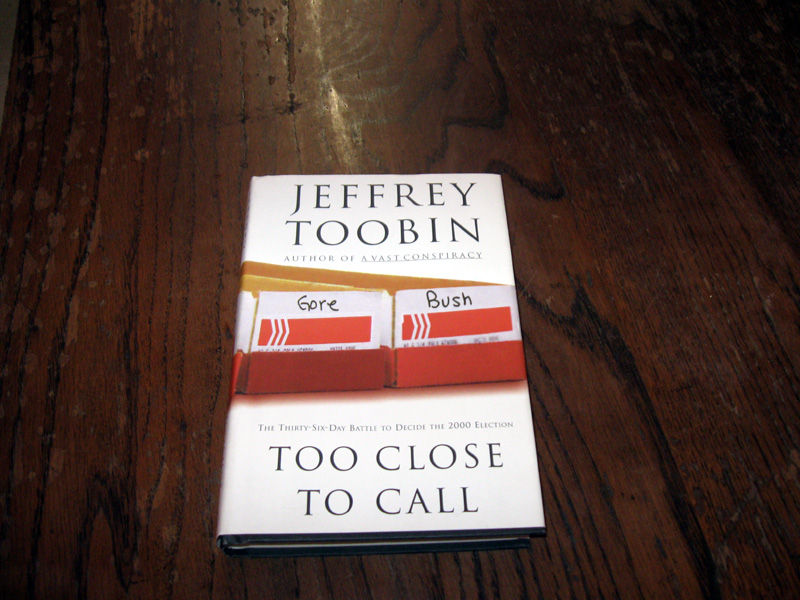 JEFFREY
TOOBIN
AUTHOR OF A VAST CONSPIRACY
Gore Bush
THE THIRTY-SIX-DAY BATTLE TO DECIDE THE 2000 ELECTION
TOO CLOSE
TO CALL